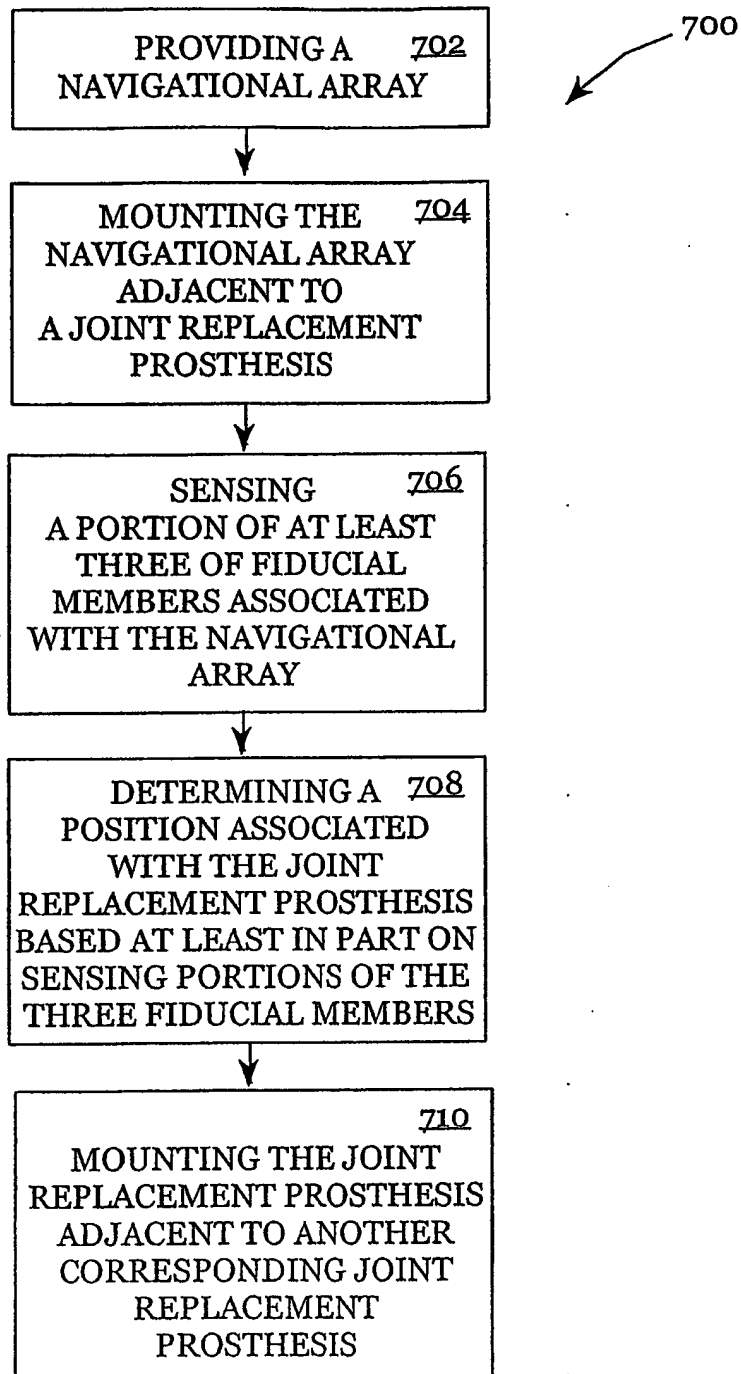 700
PROVIDING A 702
NAVIGATIONAL ARRAY
MOUNTING THE 704
NAVIGATIONAL ARRAY
ADJACENT TO
A JOINT REPLACEMENT
PROSTHESIS
SENSING 706
A PORTION OF AT LEAST
THREE OF FIDUCIAL
MEMBERS ASSOCIATED
WITH THE NAVIGATIONAL
ARRAY
DETERMINING A 708
POSITION ASSOCIATED
WITH THE JOINT
REPLACEMENT PROSTHESIS
BASED AT LEAST IN PART ON
SENSING PORTIONS OF THE
THREE FIDUCIAL MEMBERS
710
MOUNTING THE JOINT
REPLACEMENT PROSTHESIS
ADJACENT TO ANOTHER
CORRESPONDING JOINT
REPLACEMENT
PROSTHESIS